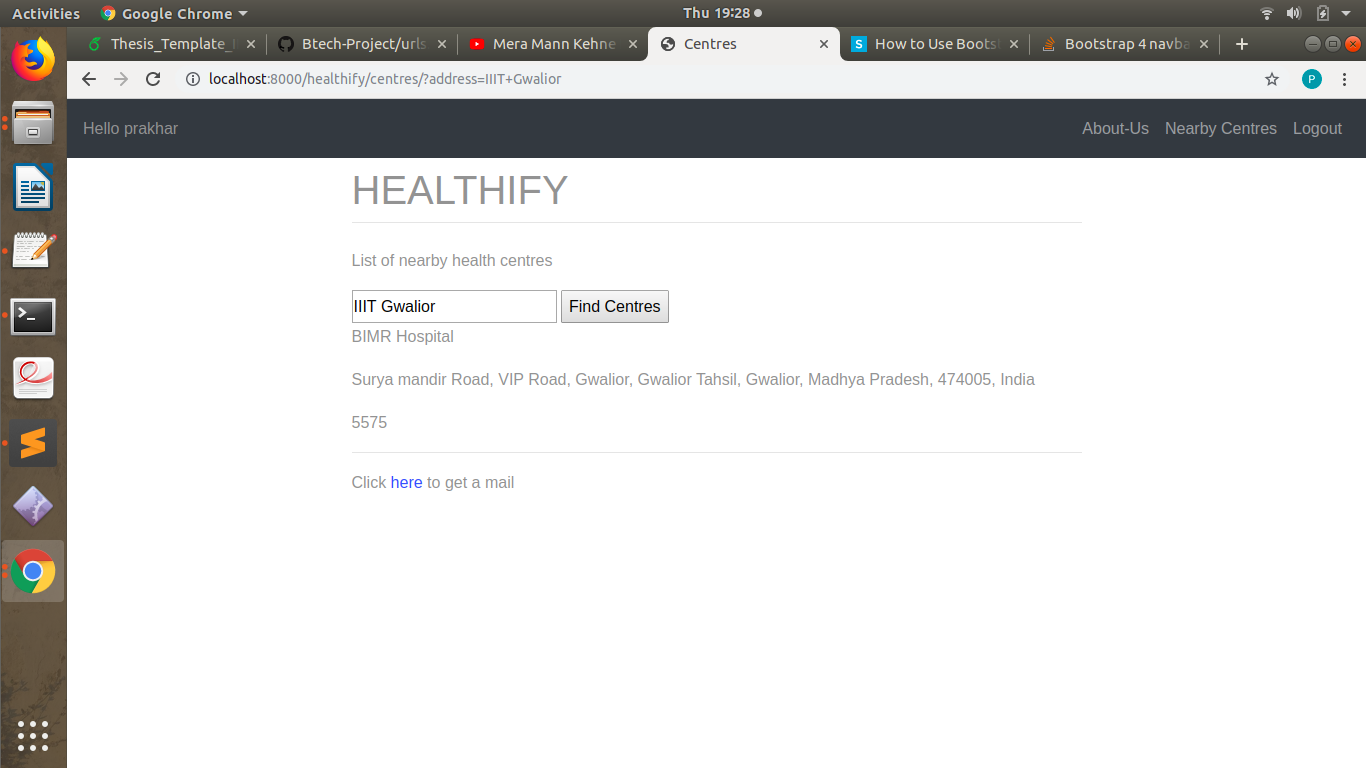 Activities Google Chrome Thu 19:28
Thesis_Template_ Btech-Project/urls Mera Mann Kehne Centres How to Use Boots Bootstrap 4 navba
localhost:8000/healthify/centres/?address=IIIT+Gwalior P
Hello prakhar About-Us Nearby Centres Logout
HEALTHIFY
List of nearby health centres
IIIT Gwalior Find Centres
BIMR Hospital
Surya mandir Road, VIP Road, Gwalior, Gwalior Tahsil, Gwalior, Madhya Pradesh, 474005, India
5575
Click here to get a mail